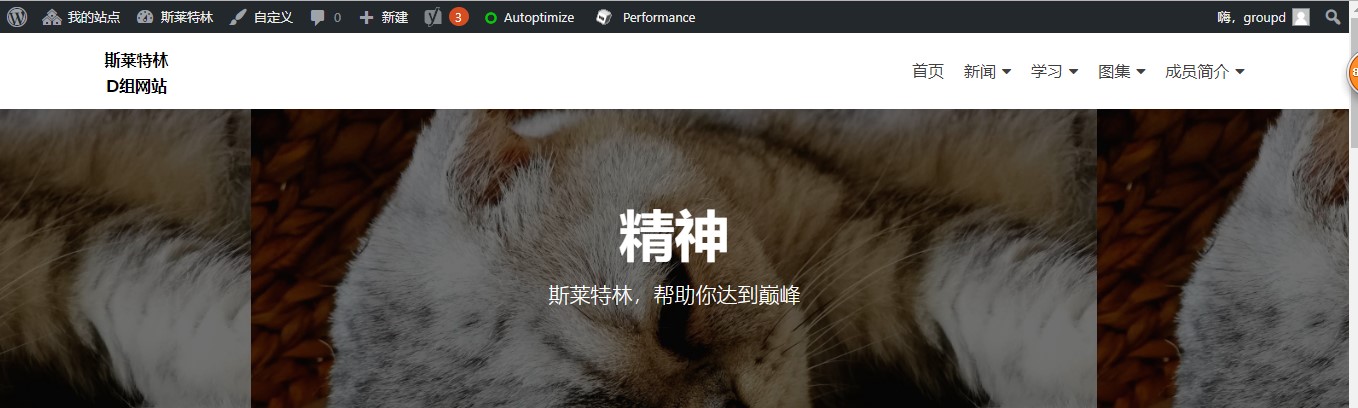 我的站点 斯莱特林 自定义 0 新建 3 Autoptimize Performance 嗨，groupd
斯莱特林
D组网站
首页 新闻 学习 图集 成员简介
8
精神
斯莱特林，帮助你达到巅峰